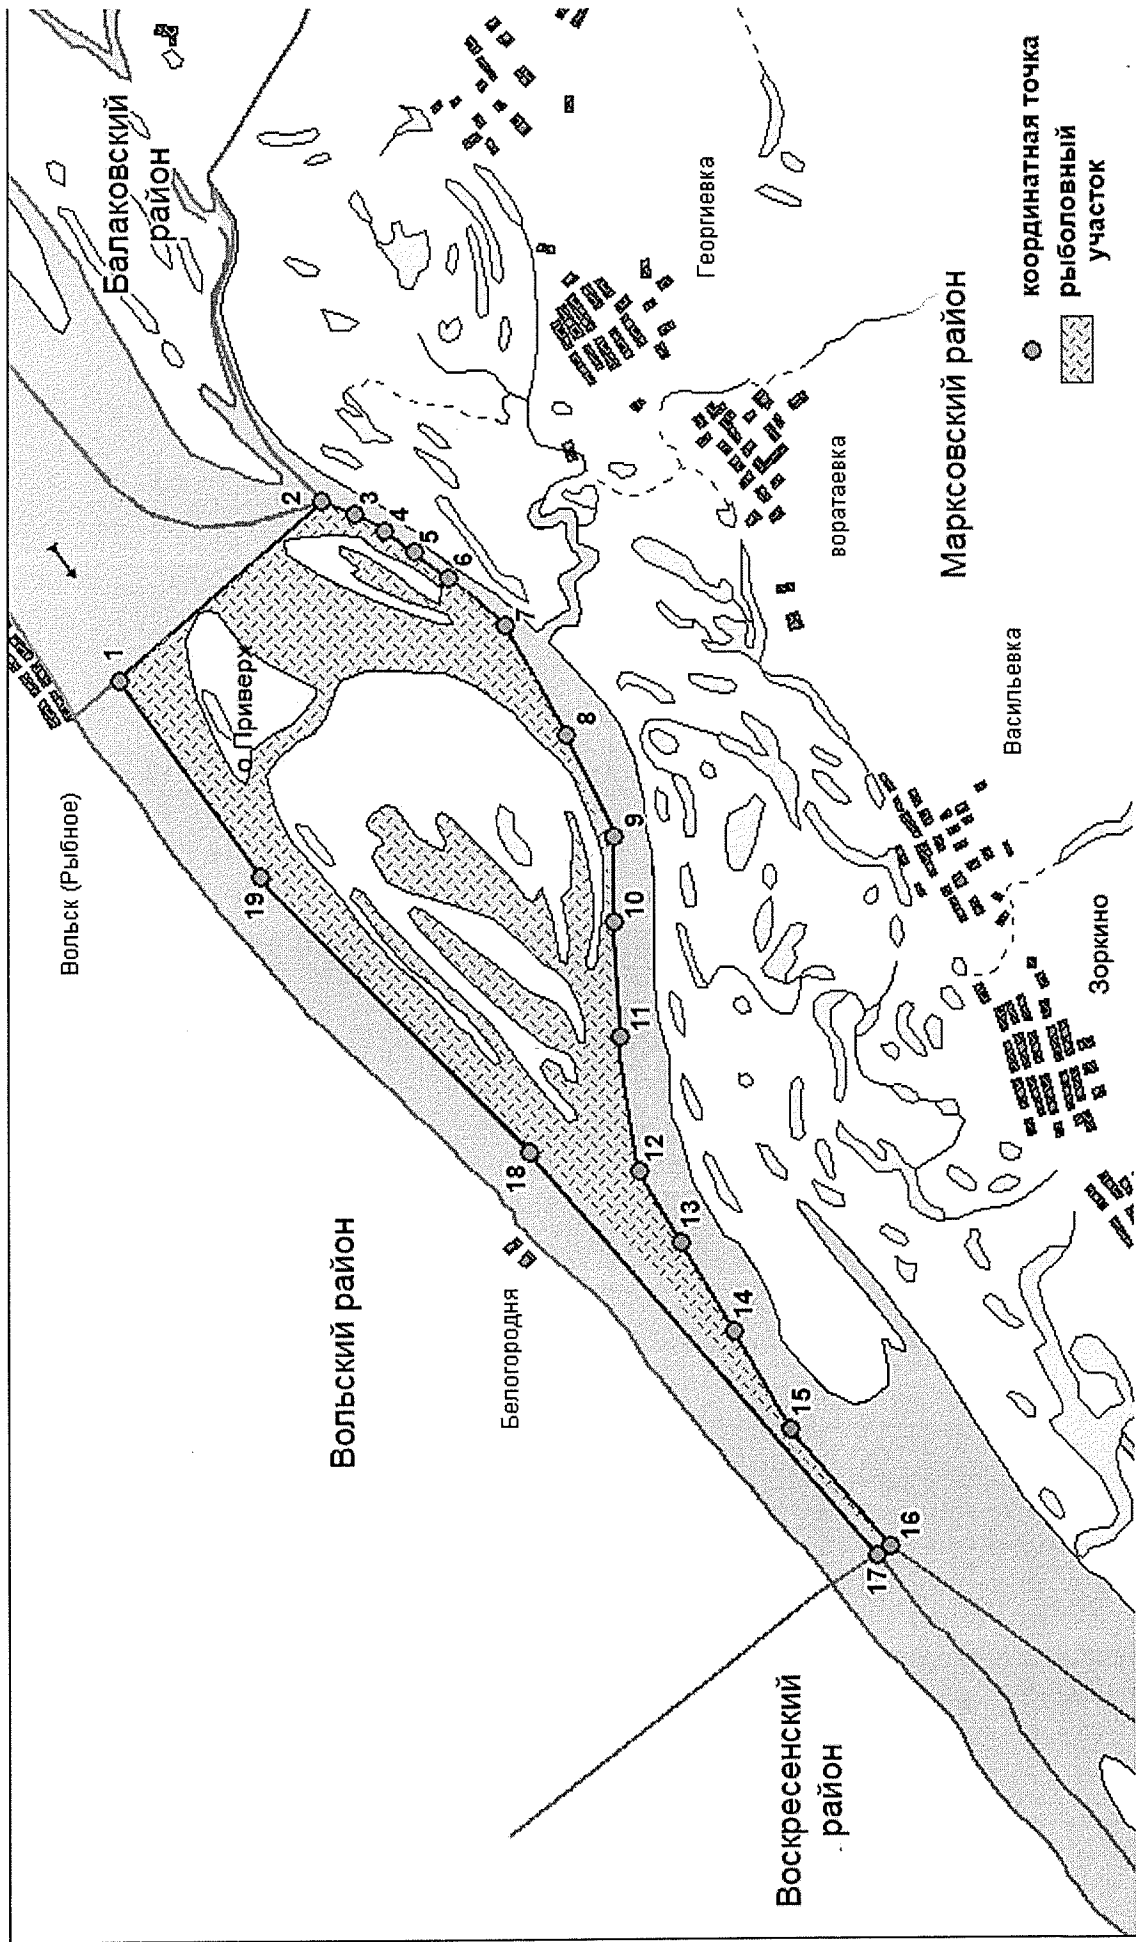 Балаковский
район
Вольск (Рыбное)
о.Приверх
Вольский район
Белогородня
Воскресенский
район
Георгиевка
воратаевка
Марксовский район
Васильевка
Зоркино
1
2
3
4
5
6
7
8
9
10
11
12
13
14
15
16
17
18
19
координатная точка
рыболовный
участок